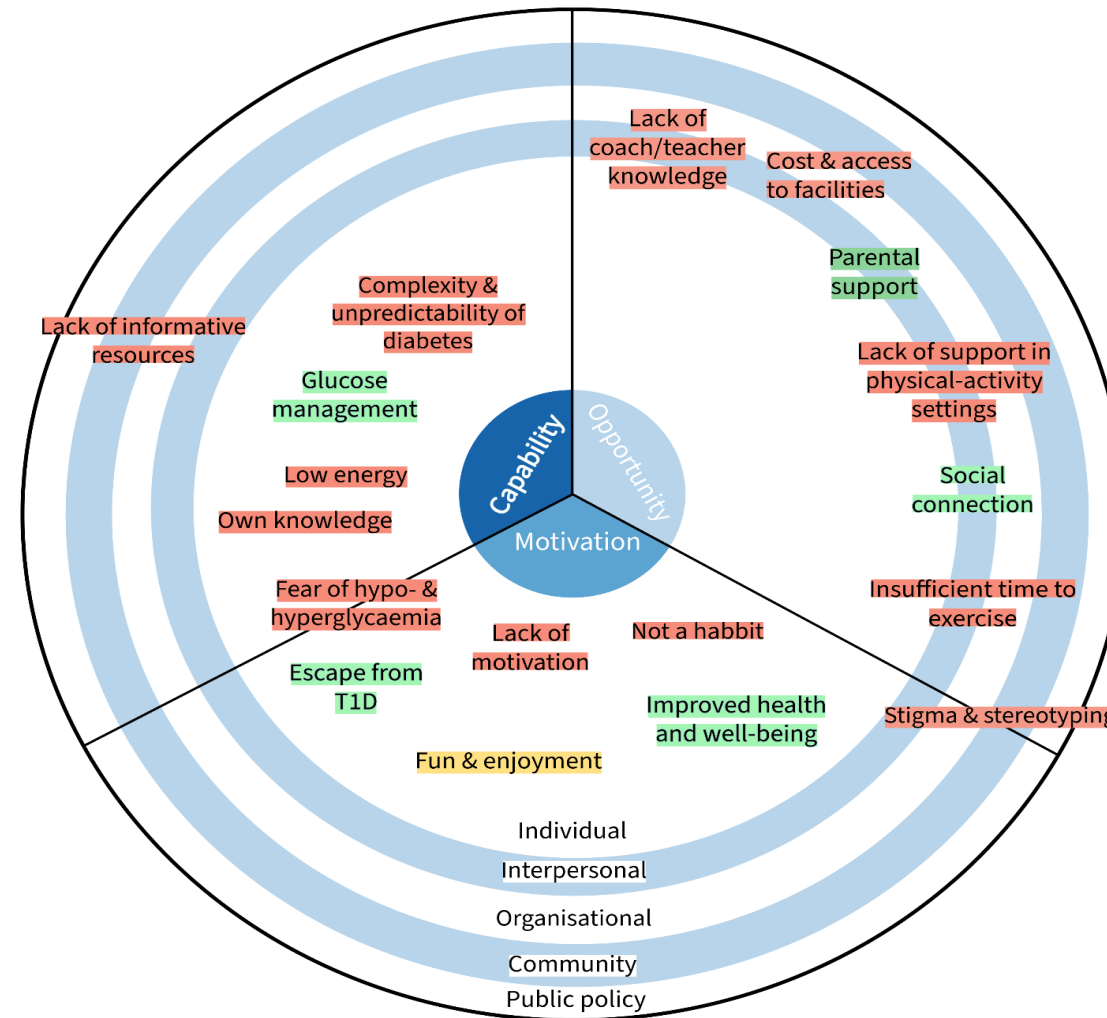 Lack of
coach/teacher
knowledge
Cost & access
to facilities
Parental
support
Complexity &
unpredictability of
diabetes
Lack of informative
resources
Glucose
management
Lack of support in
physical-activity
settings
Capability
Opportunity
Motivation
Low energy
Own knowledge
Social
connection
Fear of hypo- &
hyperglycaemia
Insufficient time to
exercise
Lack of
motivation
Not a habbit
Escape from
T1D
Improved health
and well-being
Stigma & stereotyping
Fun & enjoyment
Individual
Interpersonal
Organisational
Community
Public policy